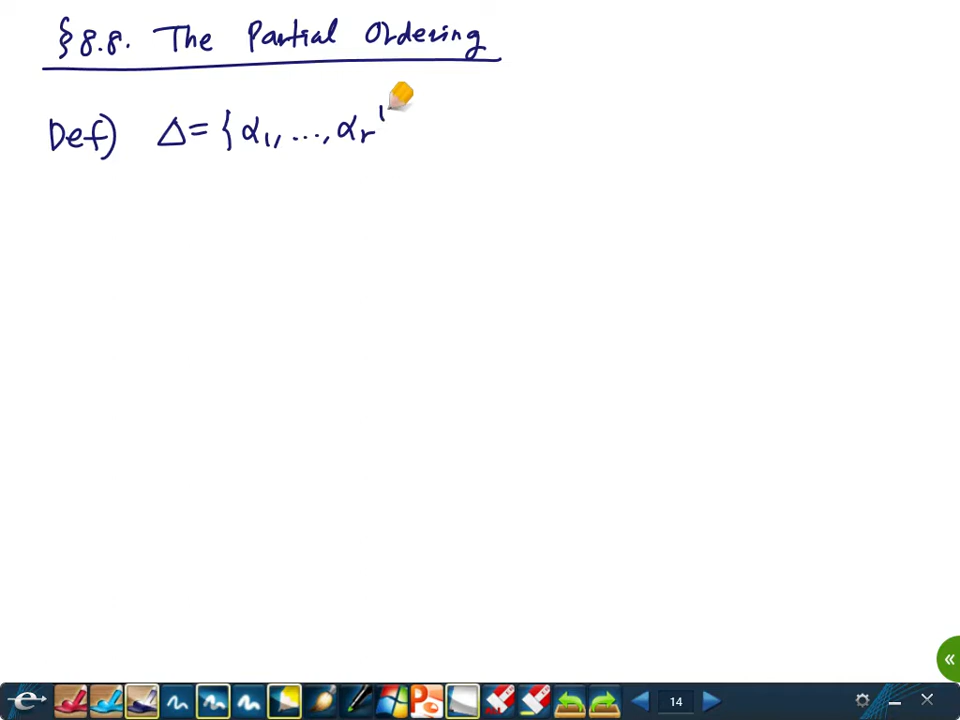 § 8.8. The Partial Ordering
Def) Δ = { α₁, ..., αᵣ
14